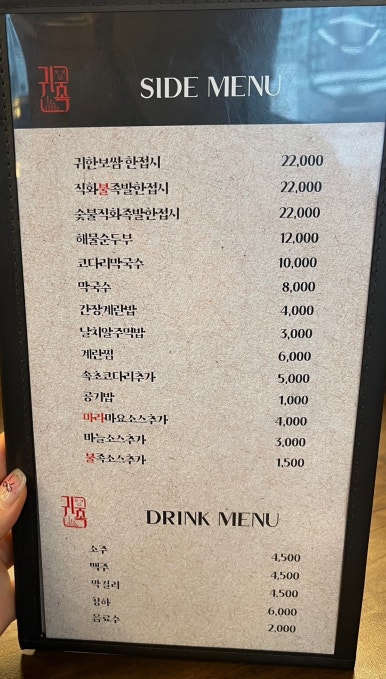 귀족
SIDE MENU
귀한보쌈 한접시 22,000
직화불족발한접시 22,000
숯불직화족발한접시 22,000
해물순두부 12,000
코다리막국수 10,000
막국수 8,000
간장계란밥 4,000
날치알주먹밥 3,000
계란찜 6,000
속초코다리추가 5,000
공기밥 1,000
마라마요소스추가 4,000
마늘소스추가 3,000
불족소스추가 1,500
귀족
DRINK MENU
소주 4,500
맥주 4,500
막걸리 4,500
청하 6,000
음료수 2,000